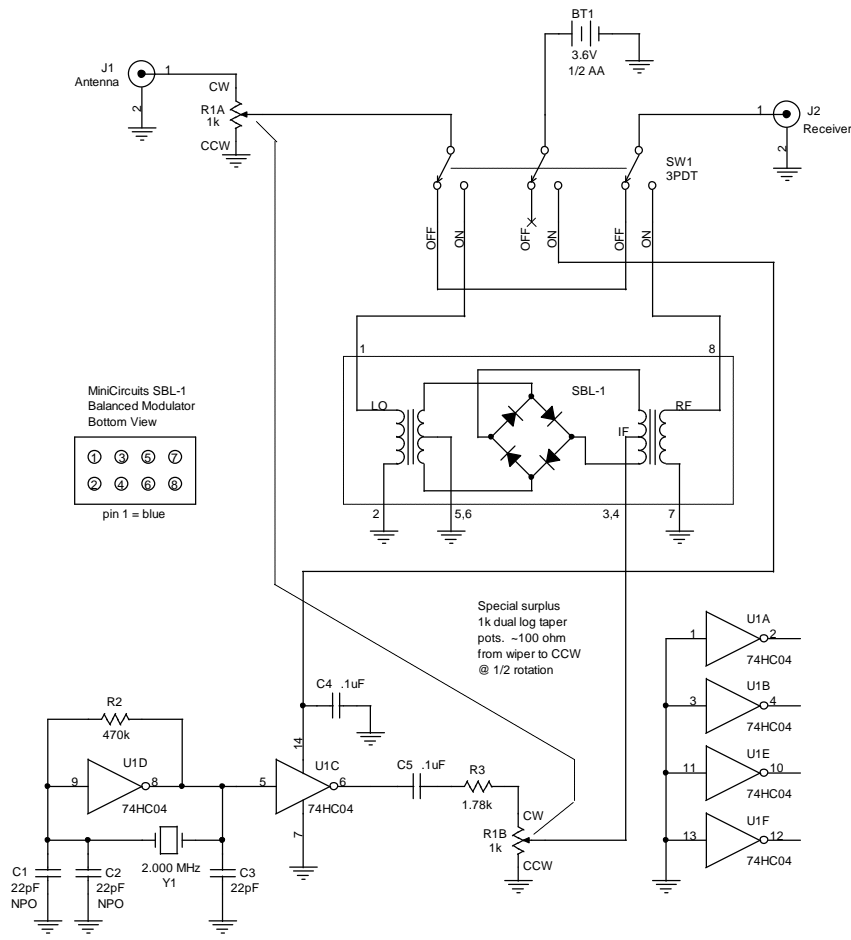 BT1
3.6V
1/2 AA
J1
Antenna
1
2
CW
R1A
1k
CCW
1
J2
Receiver
2
SW1
3PDT
OFF
ON
OFF
ON
OFF
ON
1
8
SBL-1
LO
IF
RF
2
5,6
3,4
7
MiniCircuits SBL-1
Balanced Modulator
Bottom View
1 3 5 7
2 4 6 8
pin 1 = blue
Special surplus
1k dual log taper
pots. ~100 ohm
from wiper to CCW
@ 1/2 rotation
U1A
1
2
74HC04
U1B
3
4
74HC04
U1E
11
10
74HC04
U1F
13
12
74HC04
C4 .1uF
R2
470k
14
U1D
9
8
74HC04
U1C
5
6
74HC04
7
C5 .1uF
R3
1.78k
CW
R1B
1k
CCW
C1
22pF
NPO
C2
22pF
NPO
2.000 MHz
Y1
C3
22pF